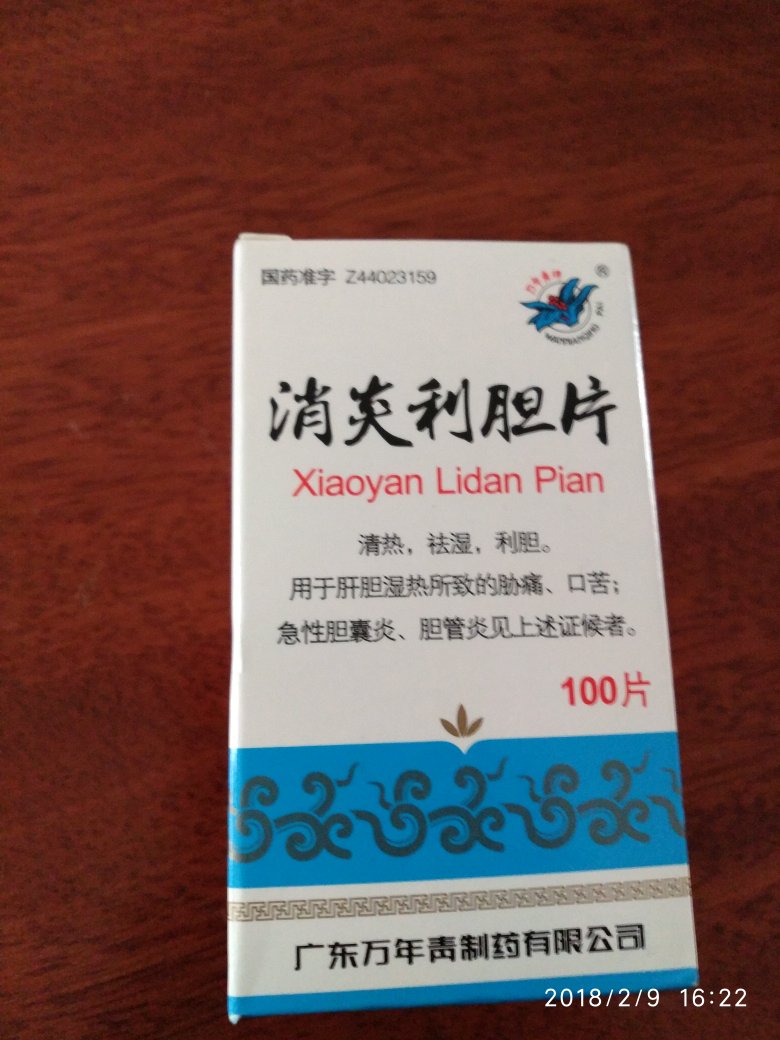 国药准字 Z44023159
®
消炎利胆片
Xiaoyan Lidan Pian
清热，祛湿，利胆。
用于肝胆湿热所致的胁痛、口苦；
急性胆囊炎、胆管炎见上述证候者。
100片
广东万年青制药有限公司
2018/2/9 16:22